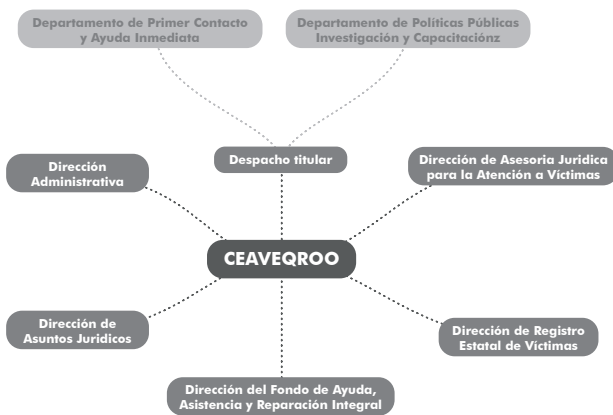 Departamento de Primer Contacto
y Ayuda Inmediata
Departamento de Políticas Públicas
Investigación y Capacitaciónz
Despacho titular
Dirección
Administrativa
Dirección de Asesoria Juridica
para la Atención a Víctimas
CEAVEQROO
Dirección de
Asuntos Juridicos
Dirección de Registro
Estatal de Víctimas
Dirección del Fondo de Ayuda,
Asistencia y Reparación Integral